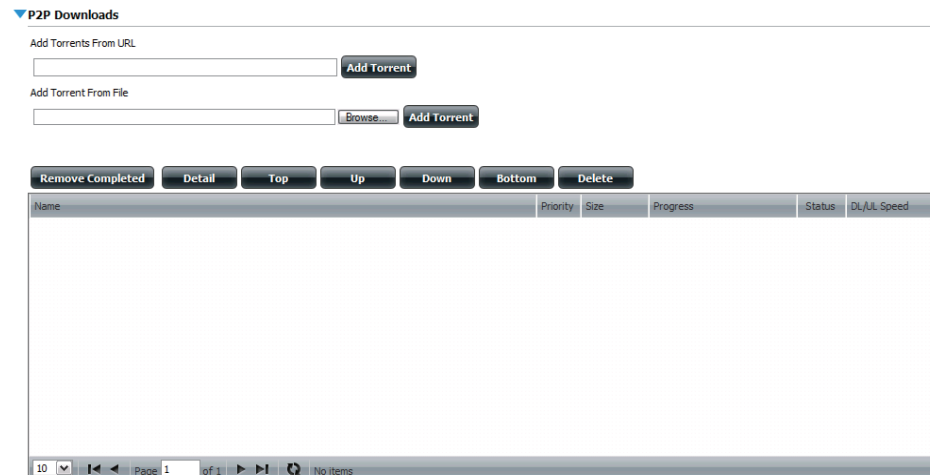 P2P Downloads
Add Torrents From URL
Add Torrent
Add Torrent From File
Browse... Add Torrent
Remove Completed Detail Top Up Down Bottom Delete
Name Priority Size Progress Status DL/UL Speed
10 Page 1 of 1 No items